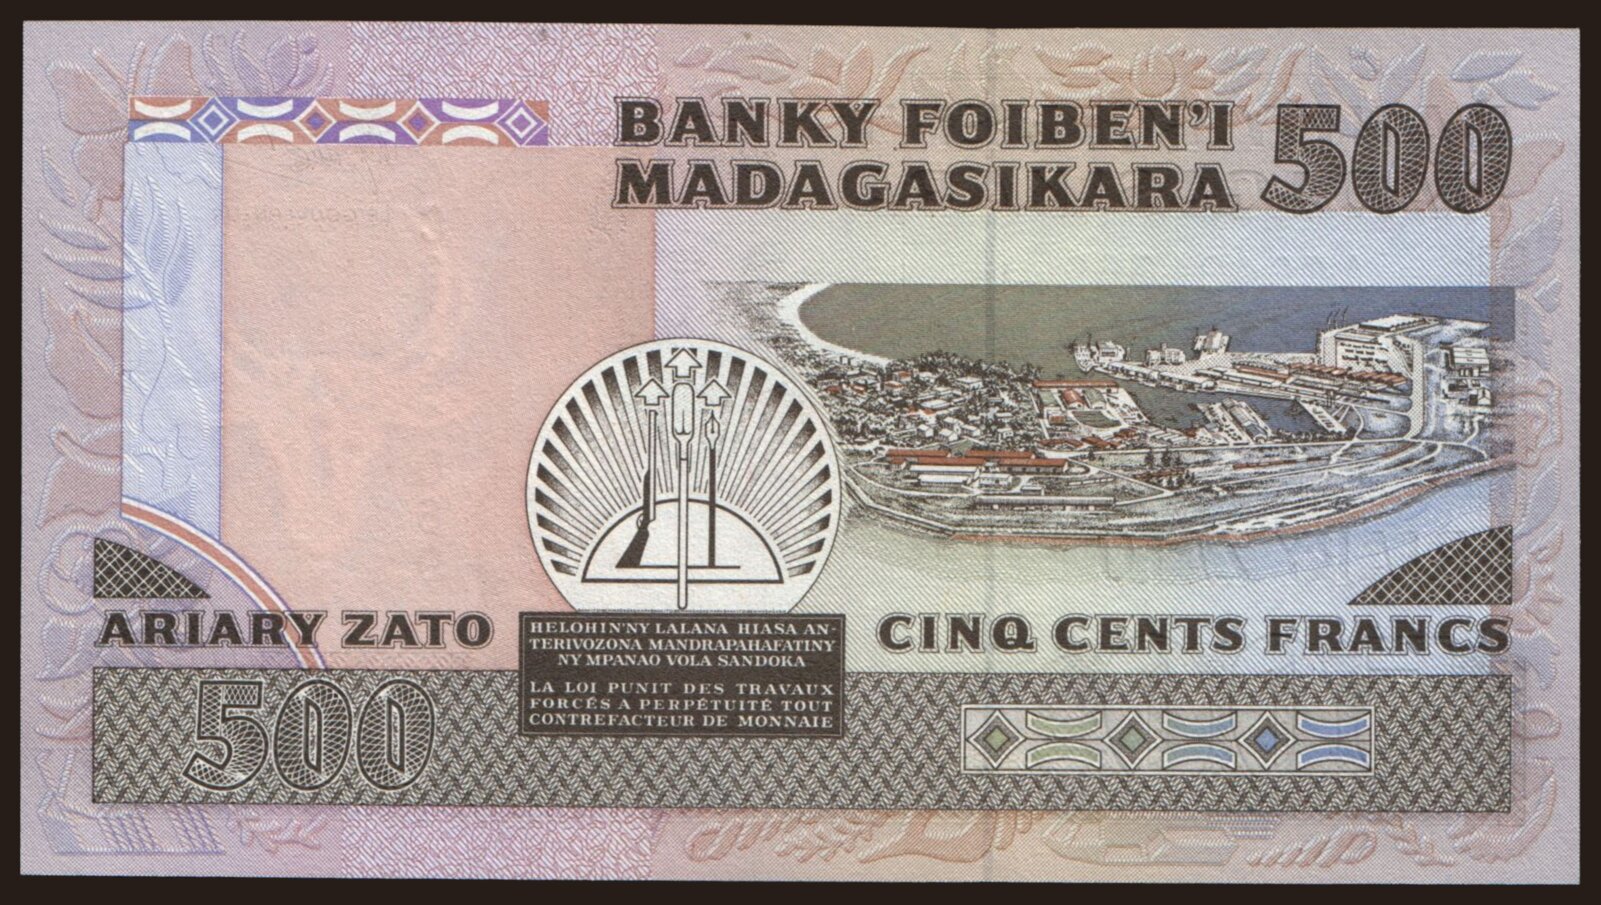 BANKY FOIBEN'I
MADAGASIKARA
500
ARIARY ZATO
CINQ CENTS FRANCS
HELOHIN'NY LALANA HIASA AN-
TERIVOZONA MANDRAPAHAFATINY
NY MPANAO VOLA SANDOKA
LA LOI PUNIT DES TRAVAUX
FORCÉS A PERPÉTUITÉ TOUT
CONTREFACTEUR DE MONNAIE
500